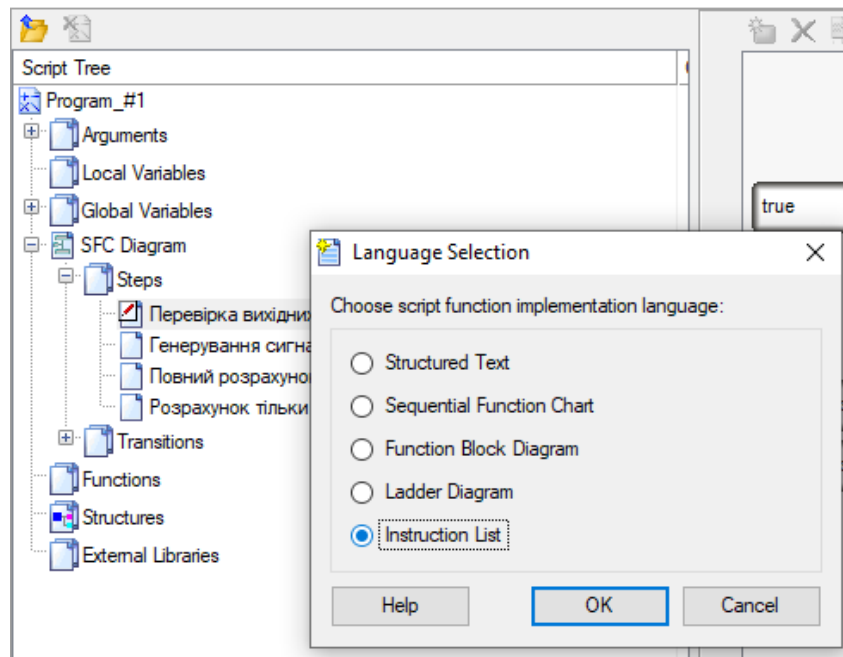 Script Tree
Program_#1
Arguments
Local Variables
Global Variables
SFC Diagram
Steps
Перевірка вихідних
Генерування сигна
Повний розрахуно
Розрахунок тільки
Transitions
Functions
Structures
External Libraries
true
Language Selection
Choose script function implementation language:
Structured Text
Sequential Function Chart
Function Block Diagram
Ladder Diagram
Instruction List
Help
OK
Cancel